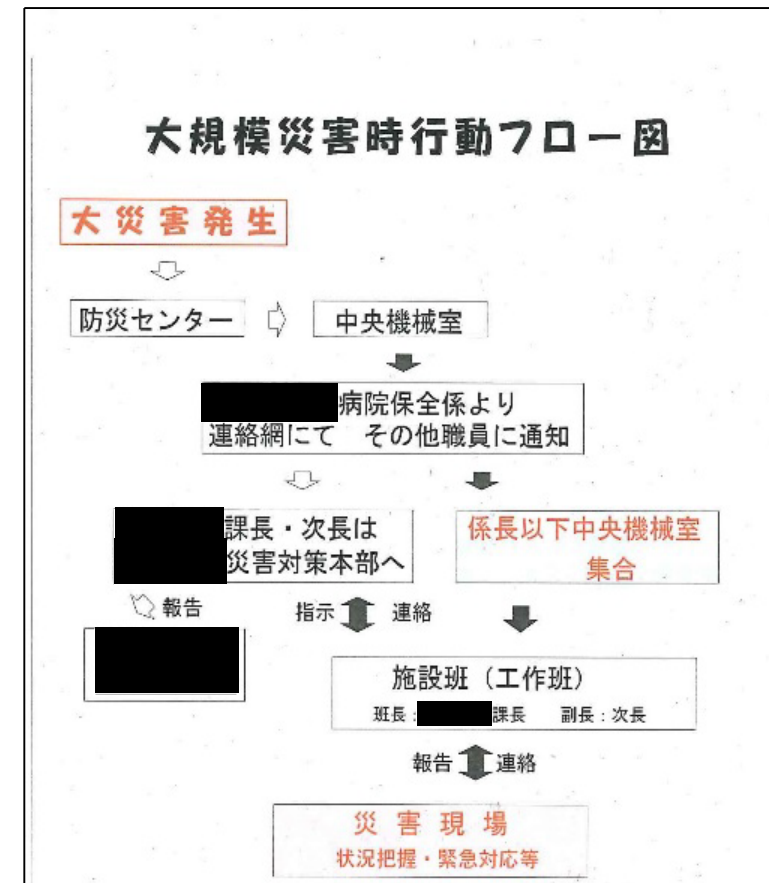 大規模災害時行動フロー図
大災害発生
防災センター
中央機械室
病院保全係より
連絡網にて　その他職員に通知
課長・次長は
災害対策本部へ
係長以下中央機械室
集合
報告
指示 連絡
施設班（工作班）
班長： 課長　副長：次長
報告 連絡
災害現場
状況把握・緊急対応等